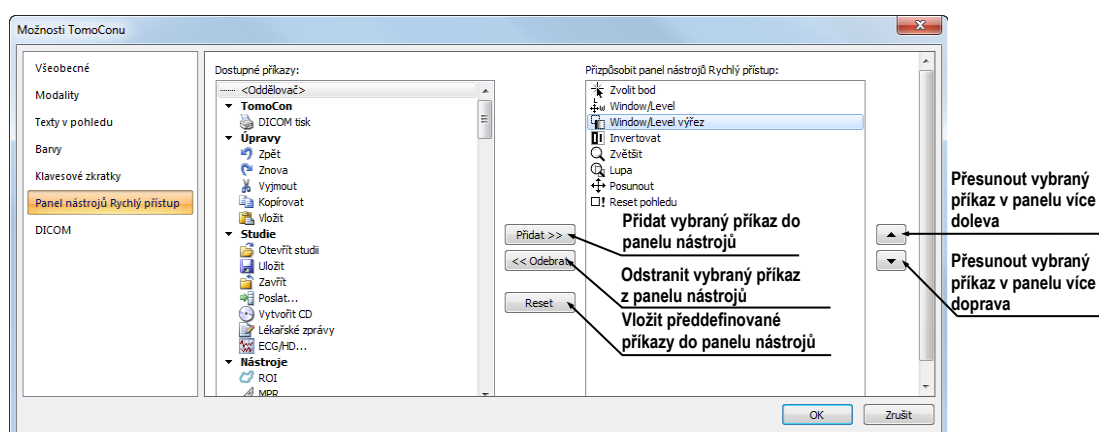 Možnosti TomoConu
Všeobecné
Modality
Texty v pohledu
Barvy
Klavesové zkratky
Panel nástrojů Rychlý přístup
DICOM
Dostupné příkazy:
<Oddělovač>
TomoCon
DICOM tisk
Úpravy
Zpět
Znova
Vyjmout
Kopírovat
Vložit
Studie
Otevřít studii
Uložit
Zavřít
Poslat...
Vytvořit CD
Lékařské zprávy
ECG/HD...
Nástroje
ROI
MPR
Přidat >>
<< Odebrat
Reset
Přizpůsobit panel nástrojů Rychlý přístup:
Zvolit bod
Window/Level
Window/Level výřez
Invertovat
Zvětšit
Lupa
Posunout
Reset pohledu
Přidat vybraný příkaz do
panelu nástrojů
Odstranit vybraný příkaz
z panelu nástrojů
Vložit předdefinované
příkazy do panelu nástrojů
Přesunout vybraný
příkaz v panelu více
doleva
Přesunout vybraný
příkaz v panelu více
doprava
OK
Zrušit